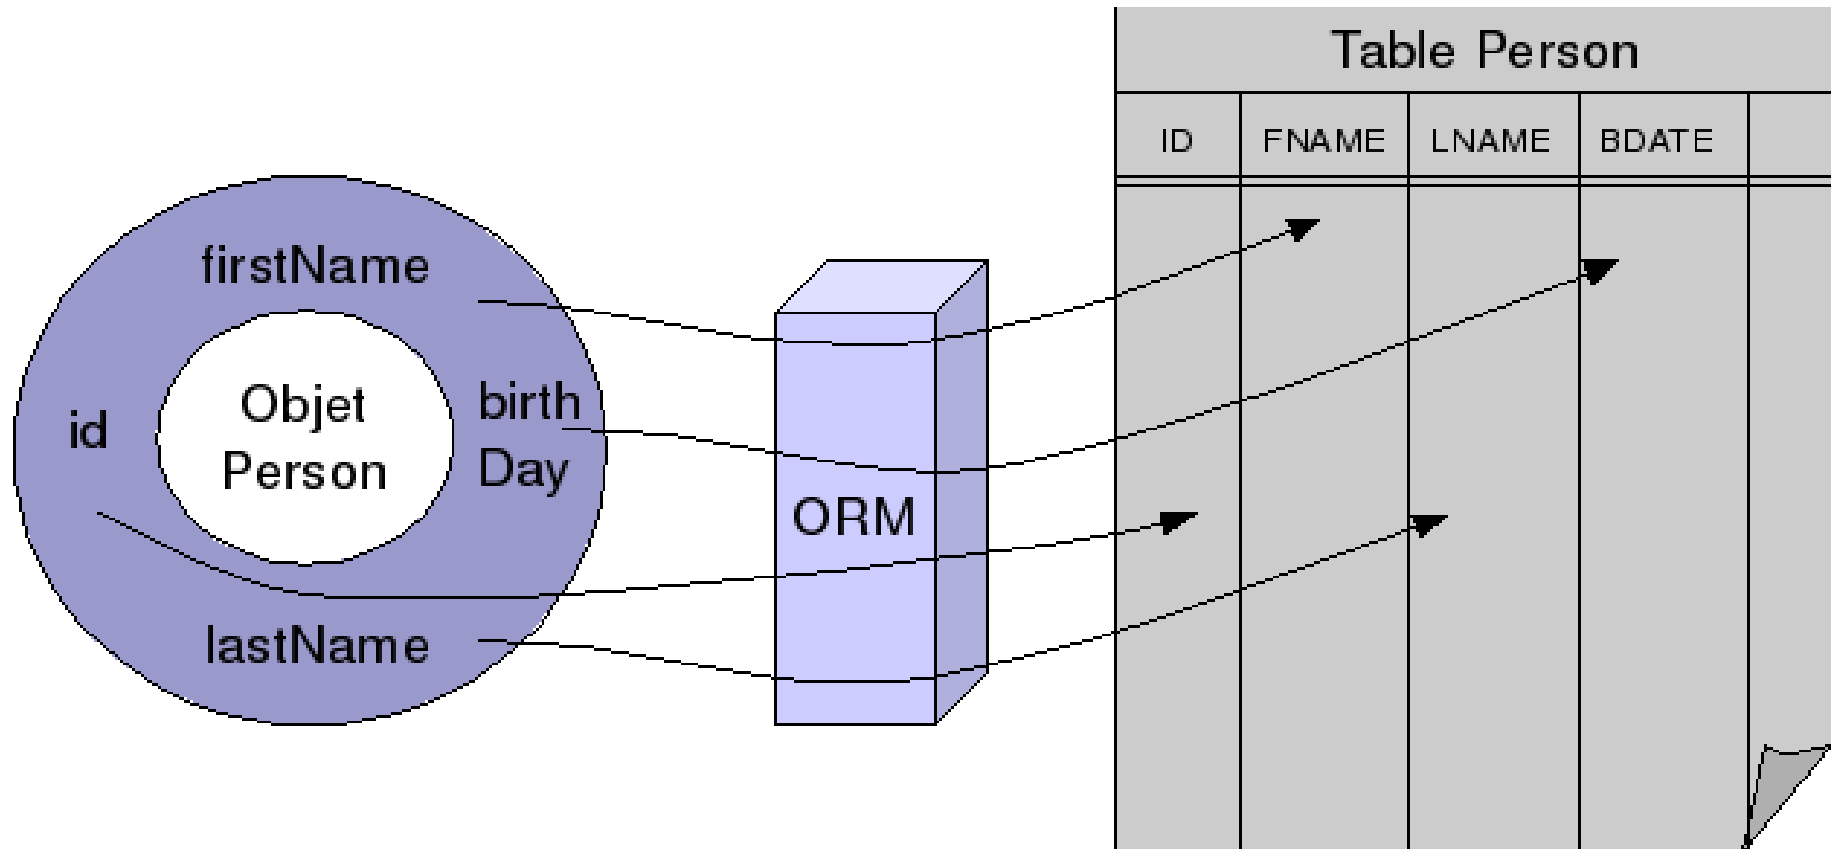 Table Person
ID FNAME LNAME BDATE
firstName
id
Objet
Person
birth
Day
lastName
ORM